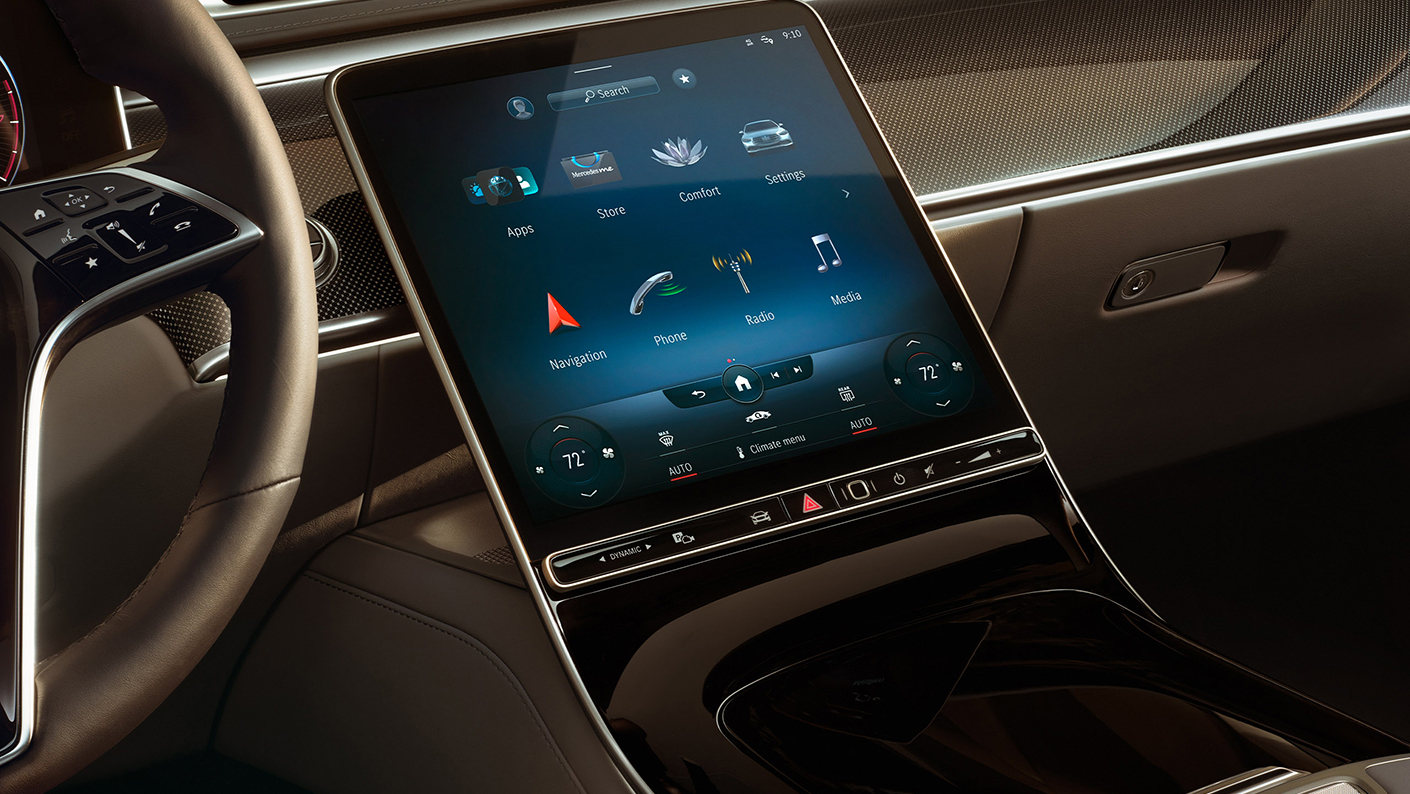 9:10
Search
Apps
Store
Comfort
Settings
Mercedes me
Navigation
Phone
Radio
Media
OK
72°
MAX
REAR
72°
AUTO
Climate menu
AUTO
DYNAMIC
P